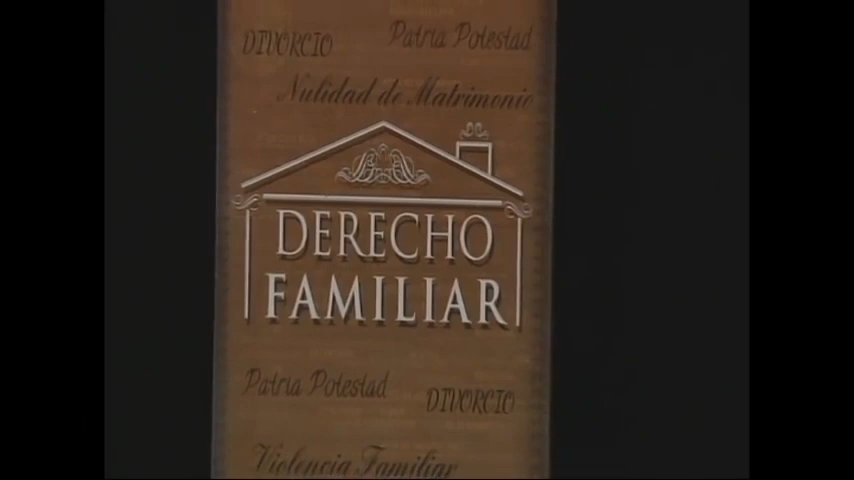 DIVORCIO Patria Potestad
Nulidad de Matrimonio
DERECHO
FAMILIAR
Patria Potestad
DIVORCIO
Violencia Familiar